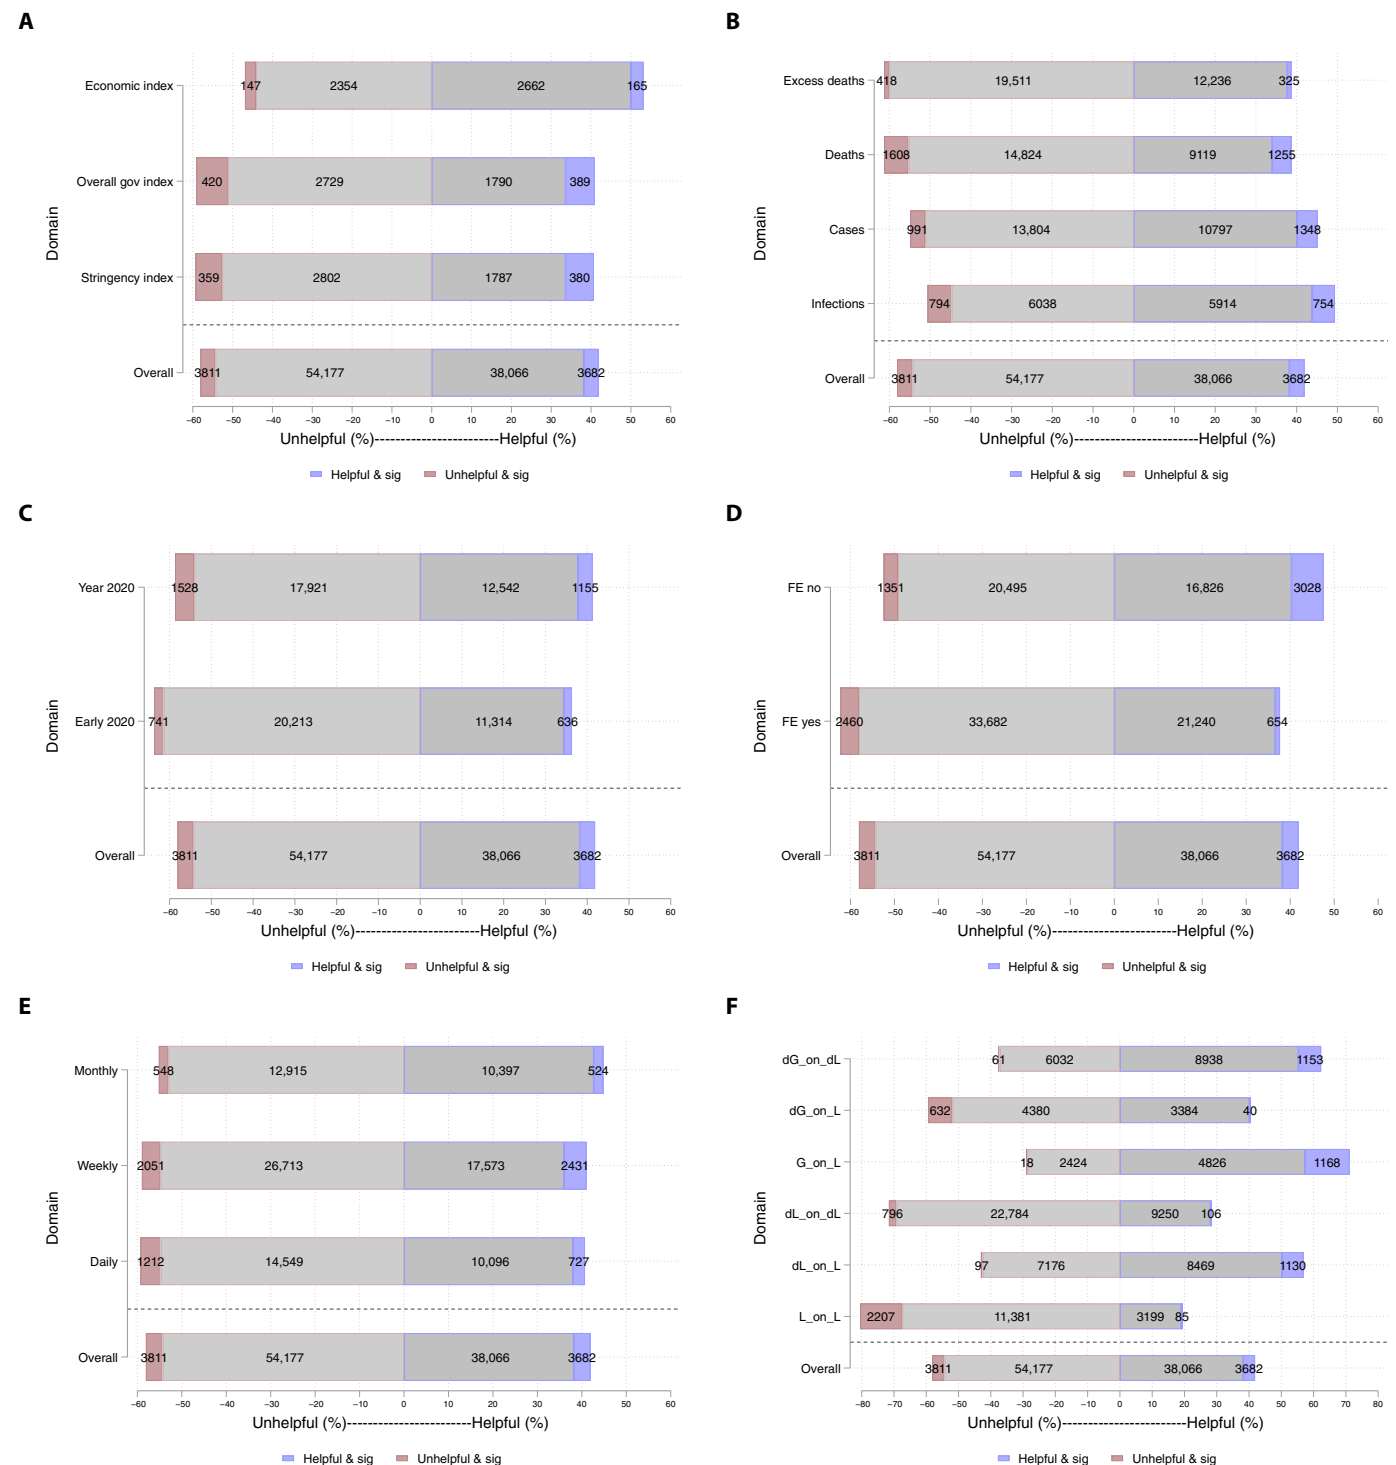 A
Economic index
147 2354 2662 165
Overall gov index
420 2729 1790 389
Stringency index
359 2802 1787 380
Overall
3811 54,177 38,066 3682
Domain
−60 −50 −40 −30 −20 −10 0 10 20 30 40 50 60
Unhelpful (%)------------------------Helpful (%)
Helpful & sig Unhelpful & sig
B
Excess deaths
418 19,511 12,236 325
Deaths
1608 14,824 9119 1255
Cases
991 13,804 10797 1348
Infections
794 6038 5914 754
Overall
3811 54,177 38,066 3682
Domain
−60 −50 −40 −30 −20 −10 0 10 20 30 40 50 60
Unhelpful (%)------------------------Helpful (%)
Helpful & sig Unhelpful & sig
C
Year 2020
1528 17,921 12,542 1155
Early 2020
741 20,213 11,314 636
Overall
3811 54,177 38,066 3682
Domain
−60 −50 −40 −30 −20 −10 0 10 20 30 40 50 60
Unhelpful (%)------------------------Helpful (%)
Helpful & sig Unhelpful & sig
D
FE no
1351 20,495 16,826 3028
FE yes
2460 33,682 21,240 654
Overall
3811 54,177 38,066 3682
Domain
−60 −50 −40 −30 −20 −10 0 10 20 30 40 50 60
Unhelpful (%)------------------------Helpful (%)
Helpful & sig Unhelpful & sig
E
Monthly
548 12,915 10,397 524
Weekly
2051 26,713 17,573 2431
Daily
1212 14,549 10,096 727
Overall
3811 54,177 38,066 3682
Domain
−60 −50 −40 −30 −20 −10 0 10 20 30 40 50 60
Unhelpful (%)------------------------Helpful (%)
Helpful & sig Unhelpful & sig
F
dG_on_dL
61 6032 8938 1153
dG_on_L
632 4380 3384 40
G_on_L
18 2424 4826 1168
dL_on_dL
796 22,784 9250 106
dL_on_L
97 7176 8469 1130
L_on_L
2207 11,381 3199 85
Overall
3811 54,177 38,066 3682
Domain
−80 −70 −60 −50 −40 −30 −20 −10 0 10 20 30 40 50 60 70 80
Unhelpful (%)------------------------Helpful (%)
Helpful & sig Unhelpful & sig